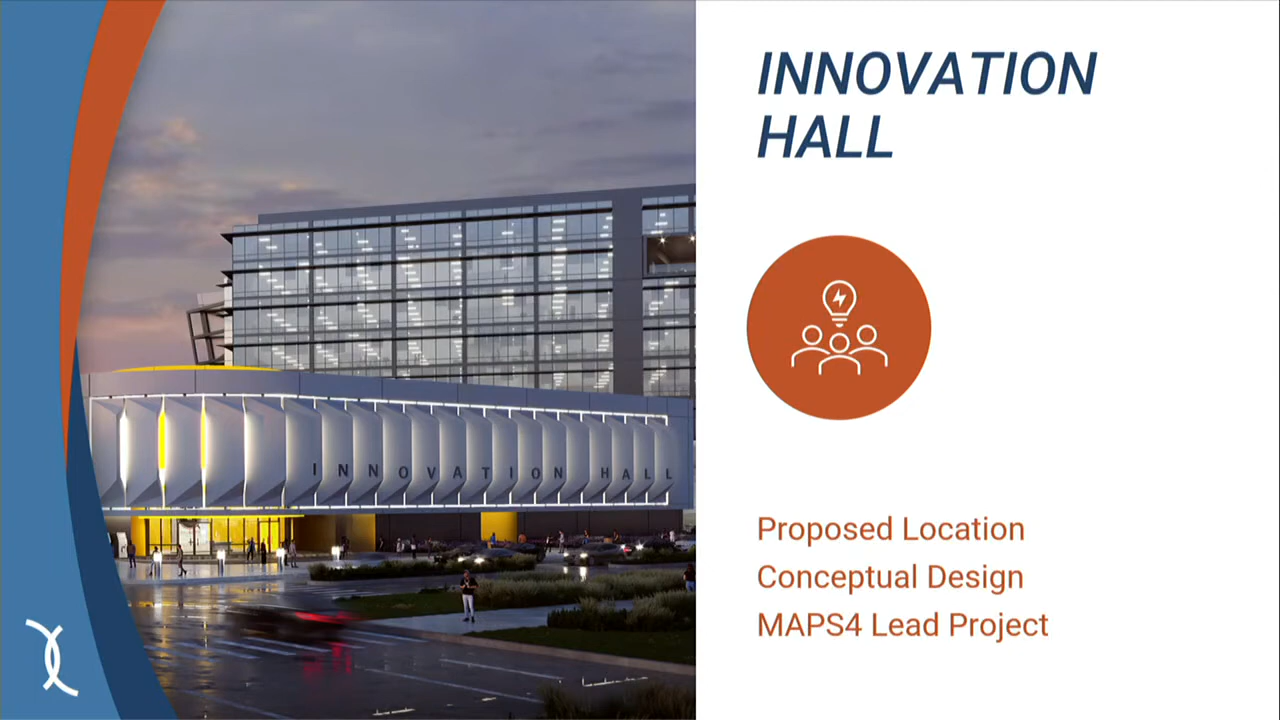 INNOVATION
HALL
INNOVATION HALL
Proposed Location
Conceptual Design
MAPS4 Lead Project